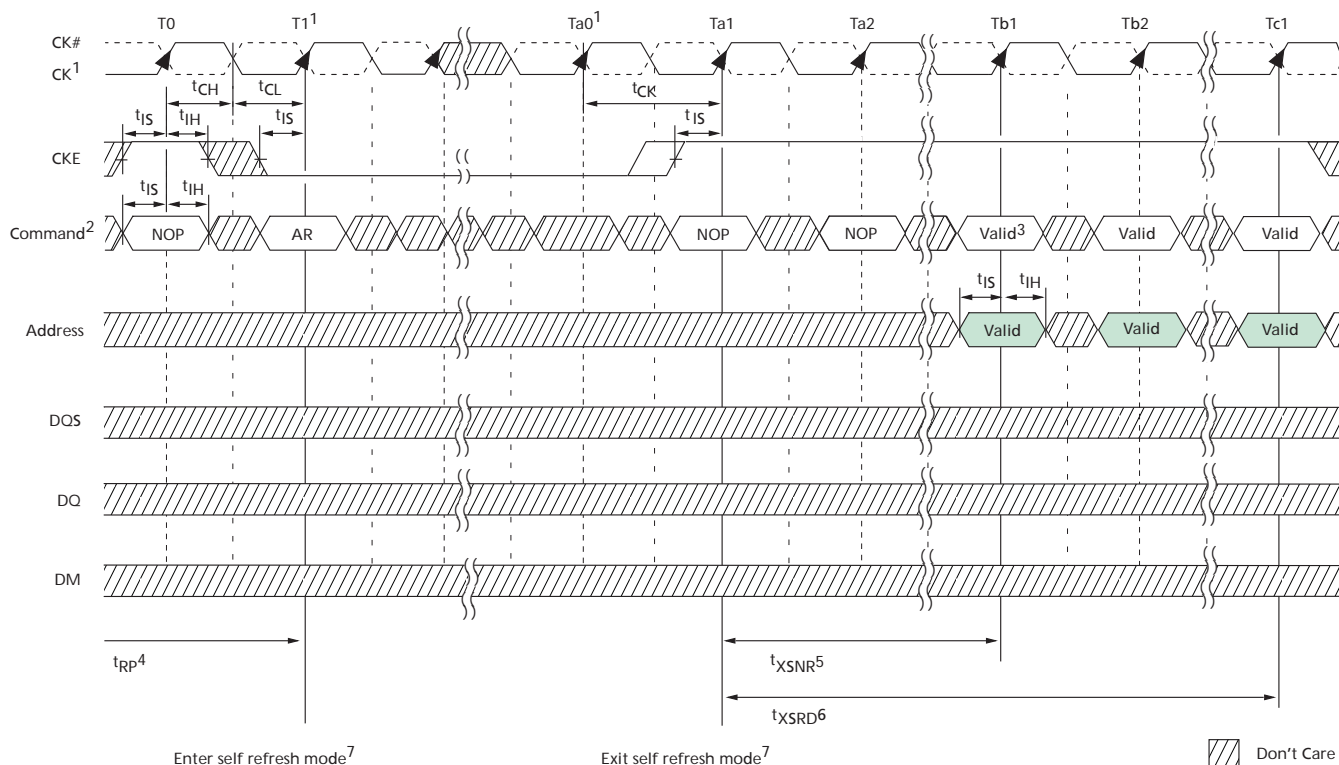 T0 T1¹ Ta0¹ Ta1 Ta2 Tb1 Tb2 Tc1
CK#
CK¹
tCH tCL tCK
tIS tIH tIS tIS
CKE
tIS tIH
Command² NOP AR NOP NOP Valid³ Valid Valid
tIS tIH
Address Valid Valid Valid
DQS
DQ
DM
tRP⁴ tXSNR⁵
tXSRD⁶
Enter self refresh mode⁷ Exit self refresh mode⁷ Don't Care